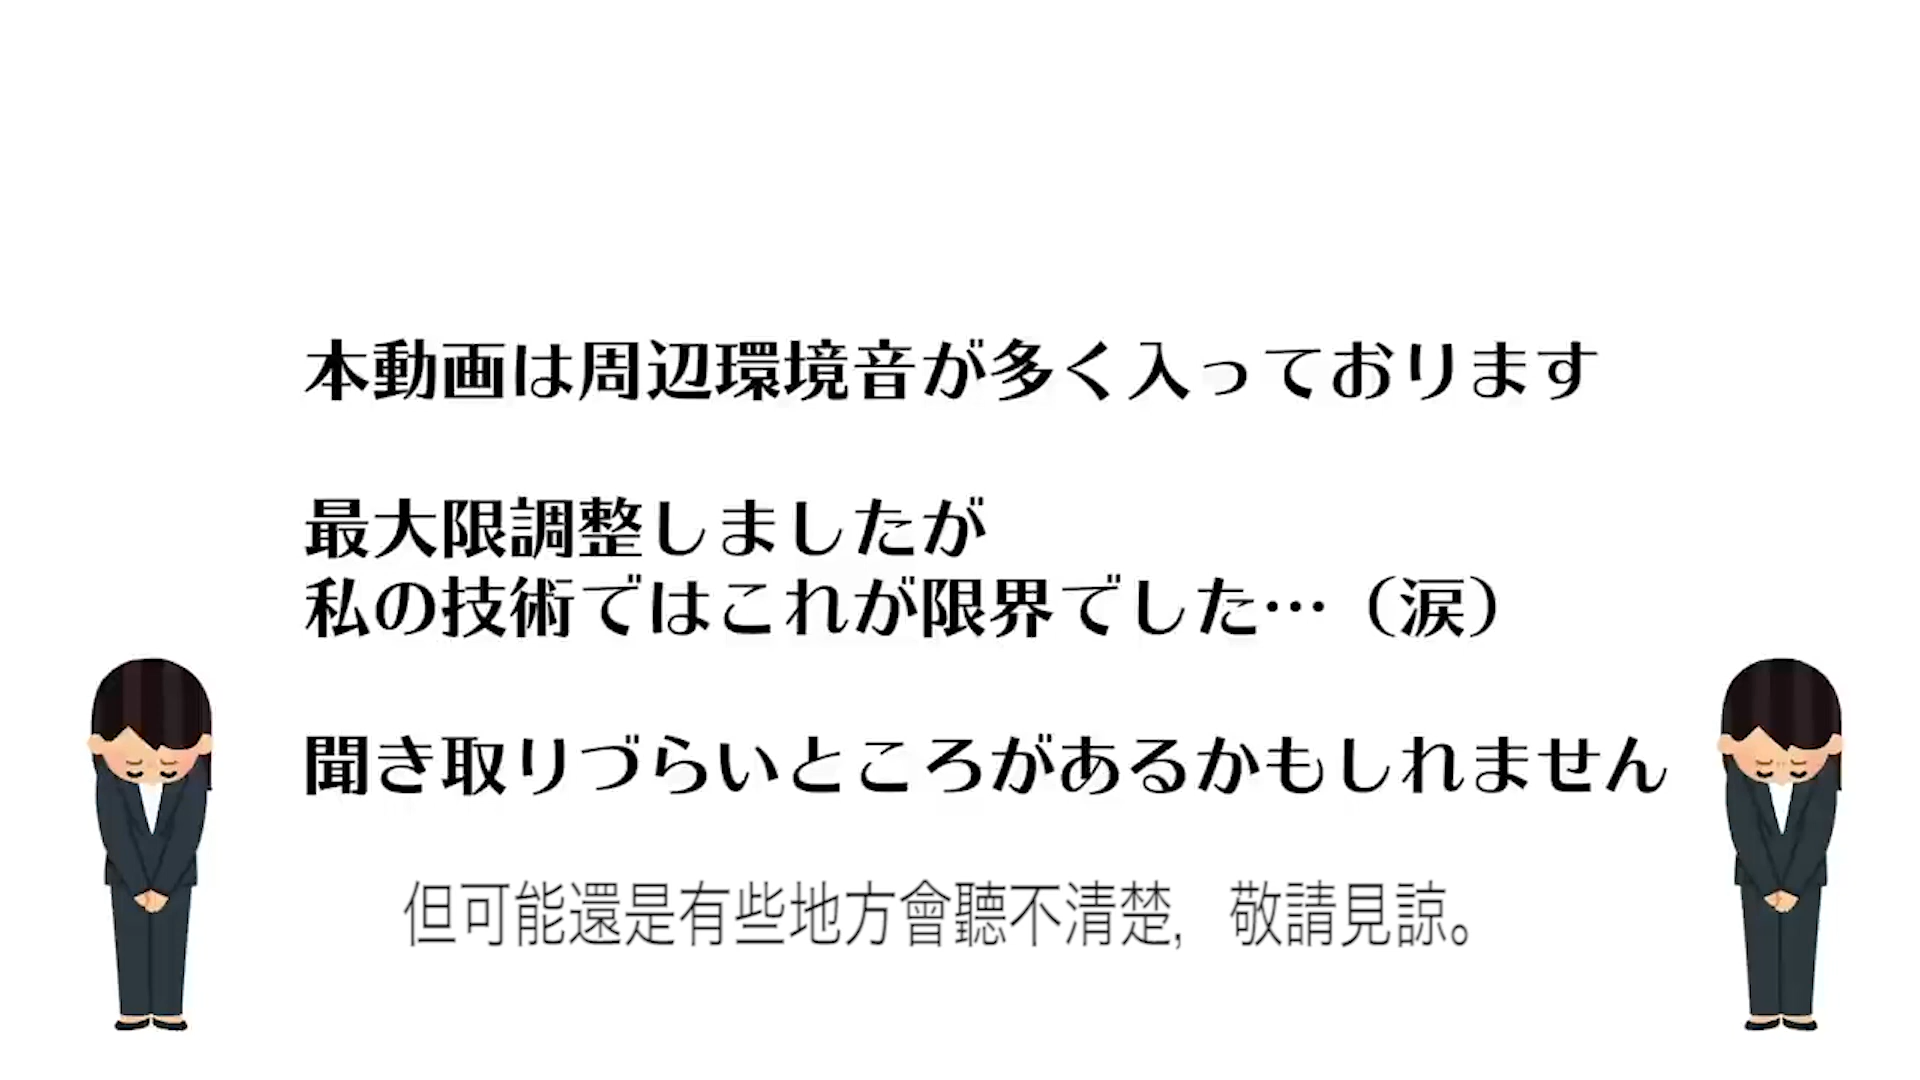 本動画は周辺環境音が多く入っております
最大限調整しましたが
私の技術ではこれが限界でした…（涙）
聞き取りづらいところがあるかもしれません
但可能還是有些地方會聽不清楚，敬請見諒。